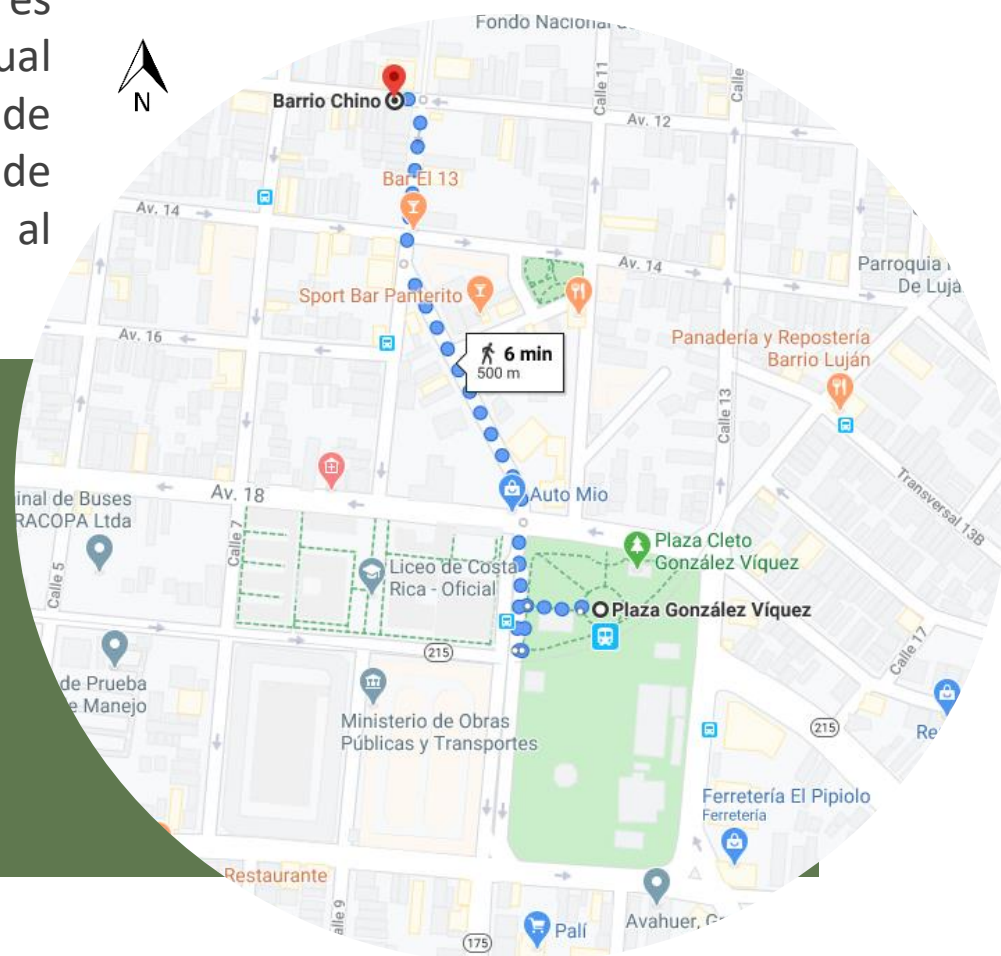 es
ual
de
de
al
N
Fondo Nacional
Barrio Chino
Calle 11
Calle
Av. 12
Bar El 13
Av. 14
Av. 14
Parroquia
De Luja
Sport Bar Panterito
Av. 16
6 min
500 m
Panadería y Repostería
Barrio Luján
Calle 13
Transversal 13B
Auto Mio
Av. 18
inal de Buses
RACOPA Ltda
Calle 7
Calle 5
Plaza Cleto
González Víquez
Liceo de Costa
Rica - Oficial
Plaza González Víquez
215
Calle 17
de Prueba
e Manejo
Ministerio de Obras
Públicas y Transportes
215
Re
Ferretería El Pipiolo
Ferretería
Restaurante
alle 9
175
Palí
Avahuer,